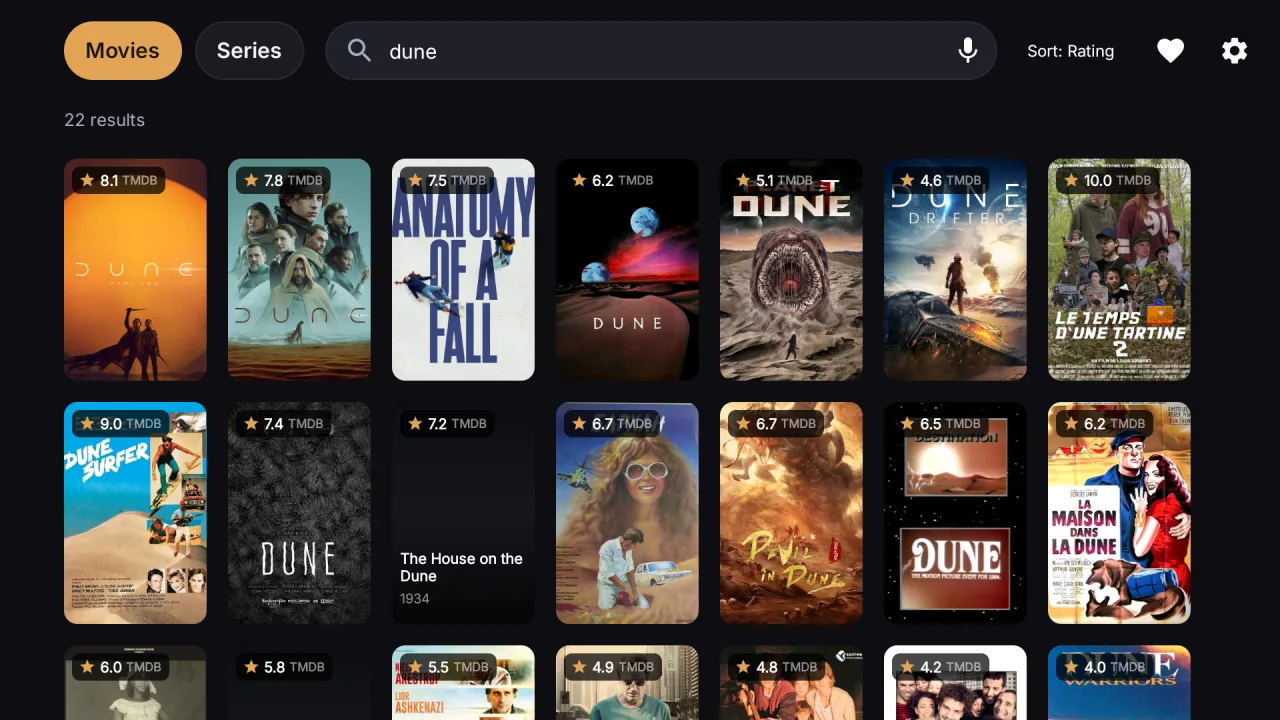 Movies
Series
dune
Sort: Rating
22 results
8.1 TMDB
7.8 TMDB
7.5 TMDB
6.2 TMDB
5.1 TMDB
4.6 TMDB
10.0 TMDB
DUNE
PART TWO
DUNE
ANATOMY
OF A
FALL
DUNE
DUNE
DUNE
DRIFTER
LE TEMPS
D'UNE TARTINE
2
9.0 TMDB
7.4 TMDB
7.2 TMDB
6.7 TMDB
6.7 TMDB
6.5 TMDB
6.2 TMDB
DUNE
SURFER
DUNE
The House on the
Dune
1934
DEVIL
in DUNE
DESTINATION
DUNE
THE MOTION PICTURE EVENT FOR 1984.
LA
MAISON
DANS
LA DUNE
6.0 TMDB
5.8 TMDB
5.5 TMDB
4.9 TMDB
4.8 TMDB
4.2 TMDB
4.0 TMDB
ARESTRUP
LIOR
ASHKENAZI
DUNE
WARRIORS